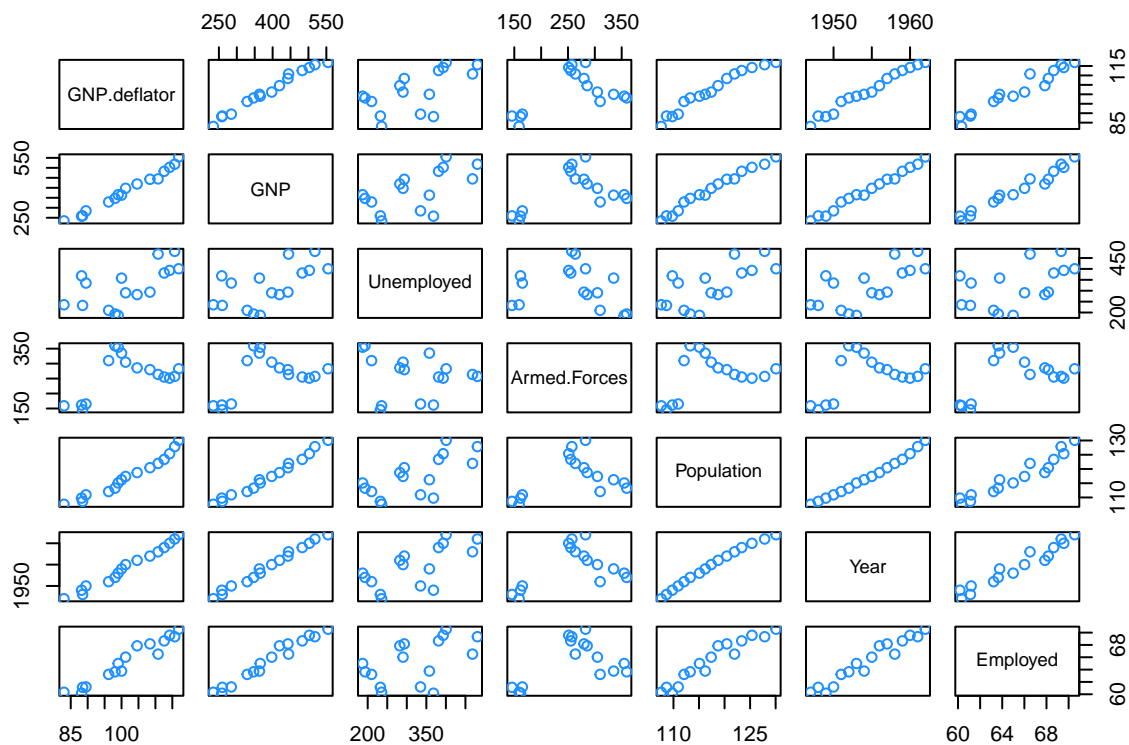 250 400 550 150 250 350 1950 1960
GNP.deflator
85 115
250 550
GNP
Unemployed
200 450
150 350
Armed.Forces
Population
110 130
1950
Year
Employed
60 68
85 100 200 350 110 125 60 64 68